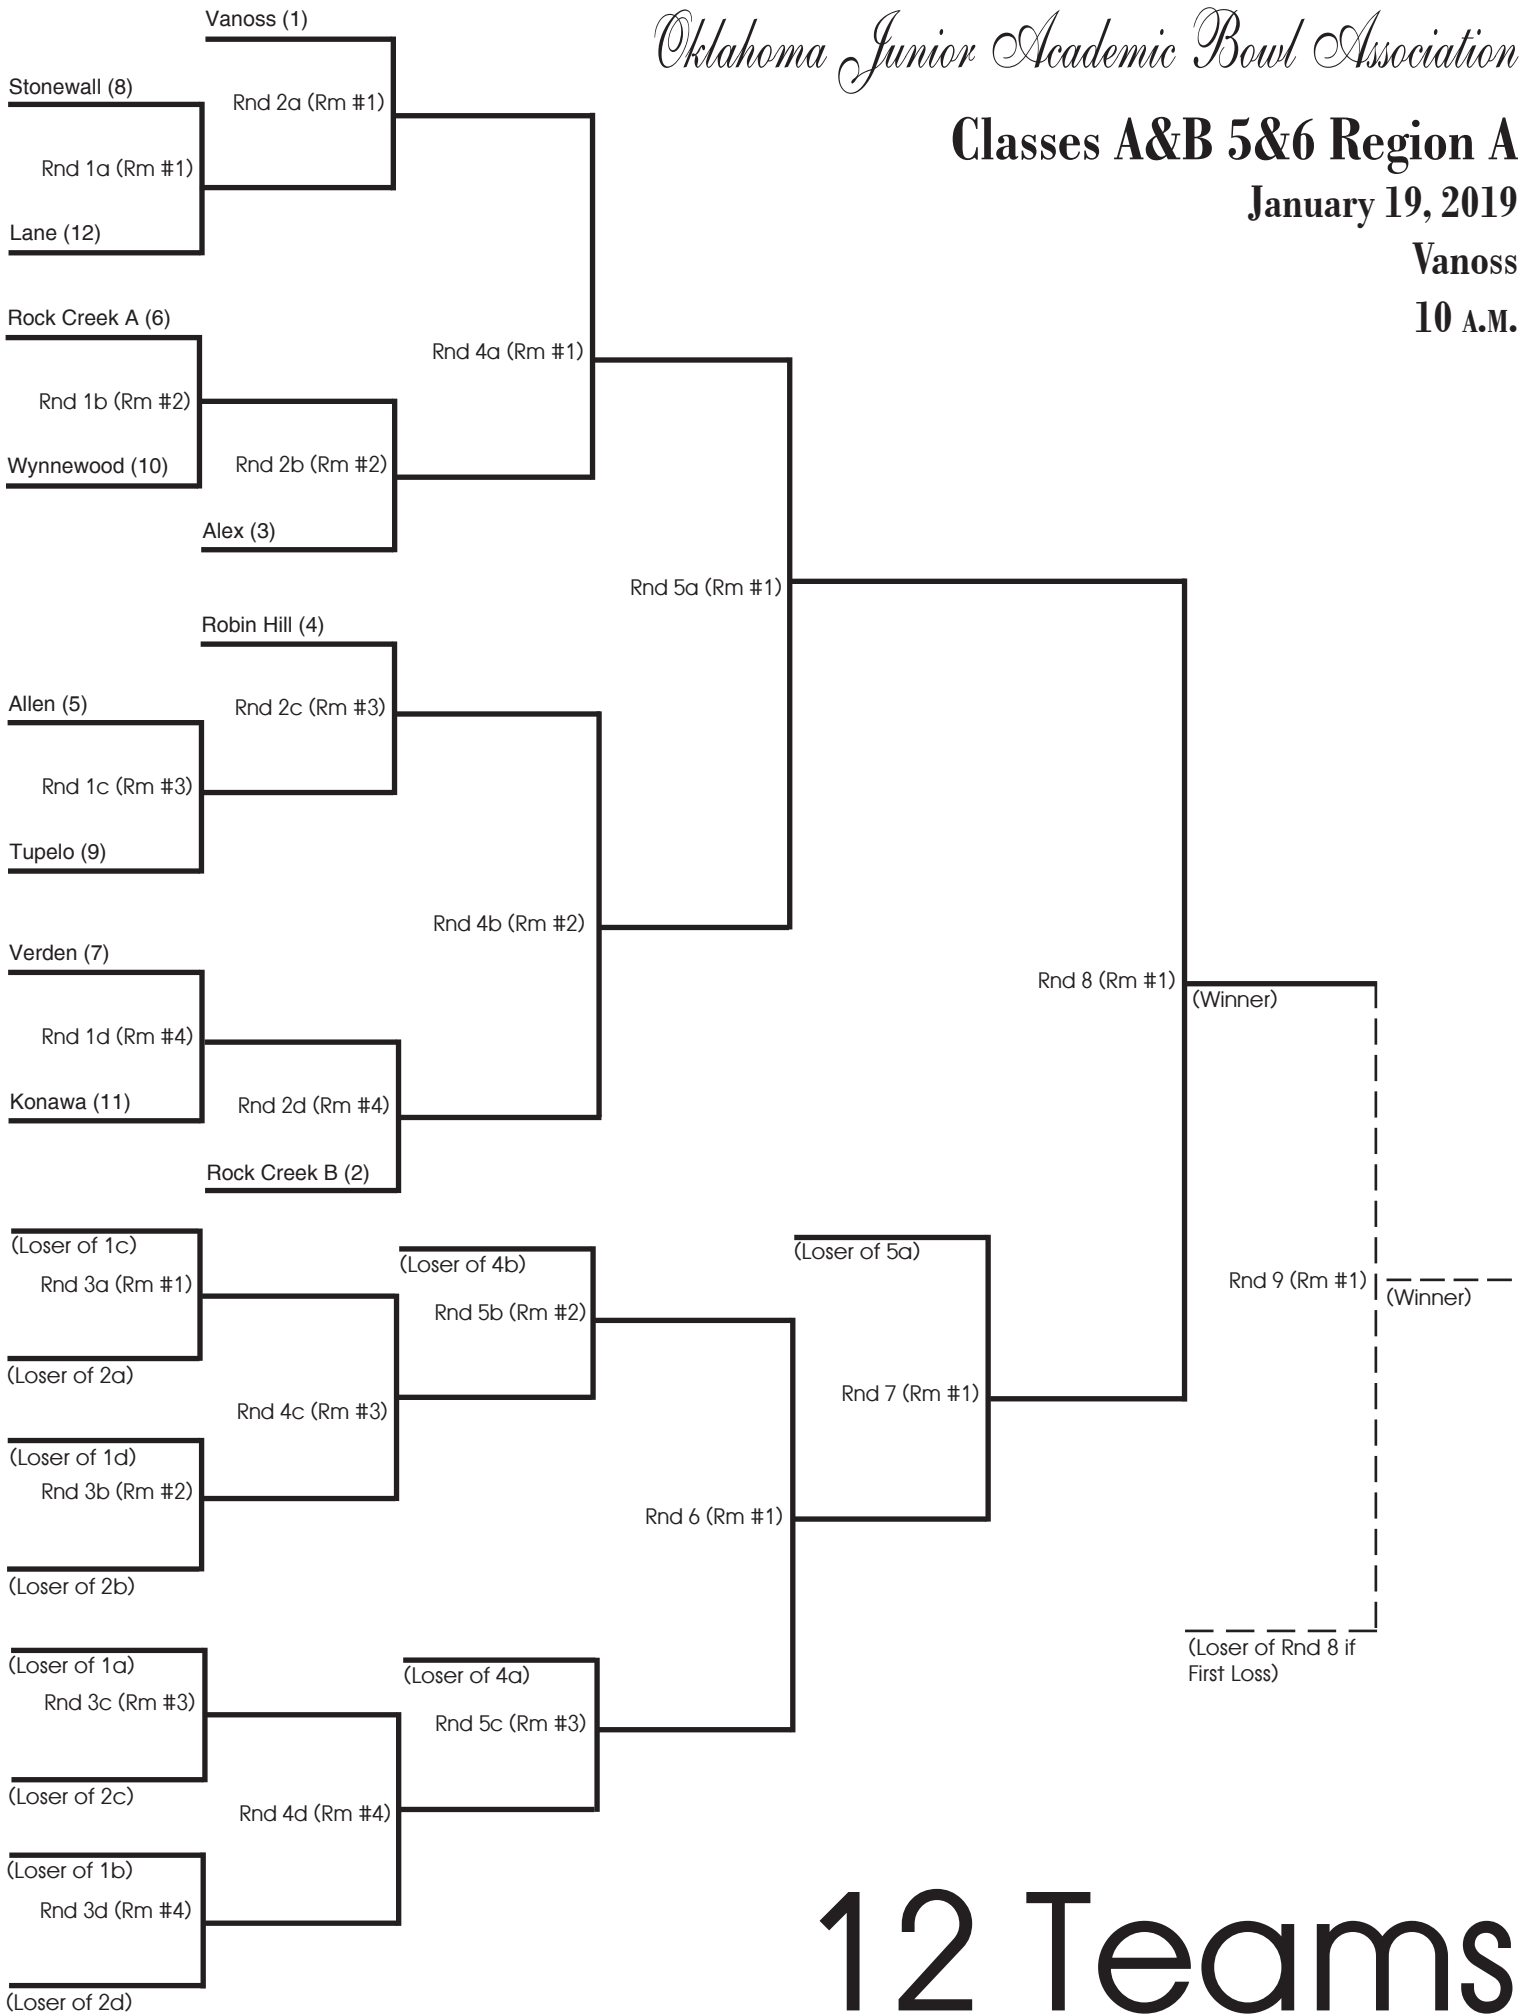 Oklahoma Junior Academic Bowl Association
Classes A&B 5&6 Region A
January 19, 2019
Vanoss
10 A.M.
Vanoss (1)
Stonewall (8)
Rnd 2a (Rm #1)
Rnd 1a (Rm #1)
Lane (12)
Rock Creek A (6)
Rnd 4a (Rm #1)
Rnd 1b (Rm #2)
Wynnewood (10)
Rnd 2b (Rm #2)
Alex (3)
Rnd 5a (Rm #1)
Robin Hill (4)
Allen (5)
Rnd 2c (Rm #3)
Rnd 1c (Rm #3)
Tupelo (9)
Rnd 4b (Rm #2)
Verden (7)
Rnd 8 (Rm #1)
(Winner)
Rnd 1d (Rm #4)
Konawa (11)
Rnd 2d (Rm #4)
Rock Creek B (2)
(Loser of 1c)
(Loser of 4b)
(Loser of 5a)
Rnd 3a (Rm #1)
Rnd 9 (Rm #1)
(Winner)
Rnd 5b (Rm #2)
(Loser of 2a)
Rnd 7 (Rm #1)
Rnd 4c (Rm #3)
(Loser of 1d)
Rnd 3b (Rm #2)
Rnd 6 (Rm #1)
(Loser of 2b)
(Loser of 1a)
(Loser of 4a)
(Loser of Rnd 8 if
First Loss)
Rnd 3c (Rm #3)
Rnd 5c (Rm #3)
(Loser of 2c)
Rnd 4d (Rm #4)
(Loser of 1b)
Rnd 3d (Rm #4)
(Loser of 2d)
12 Teams